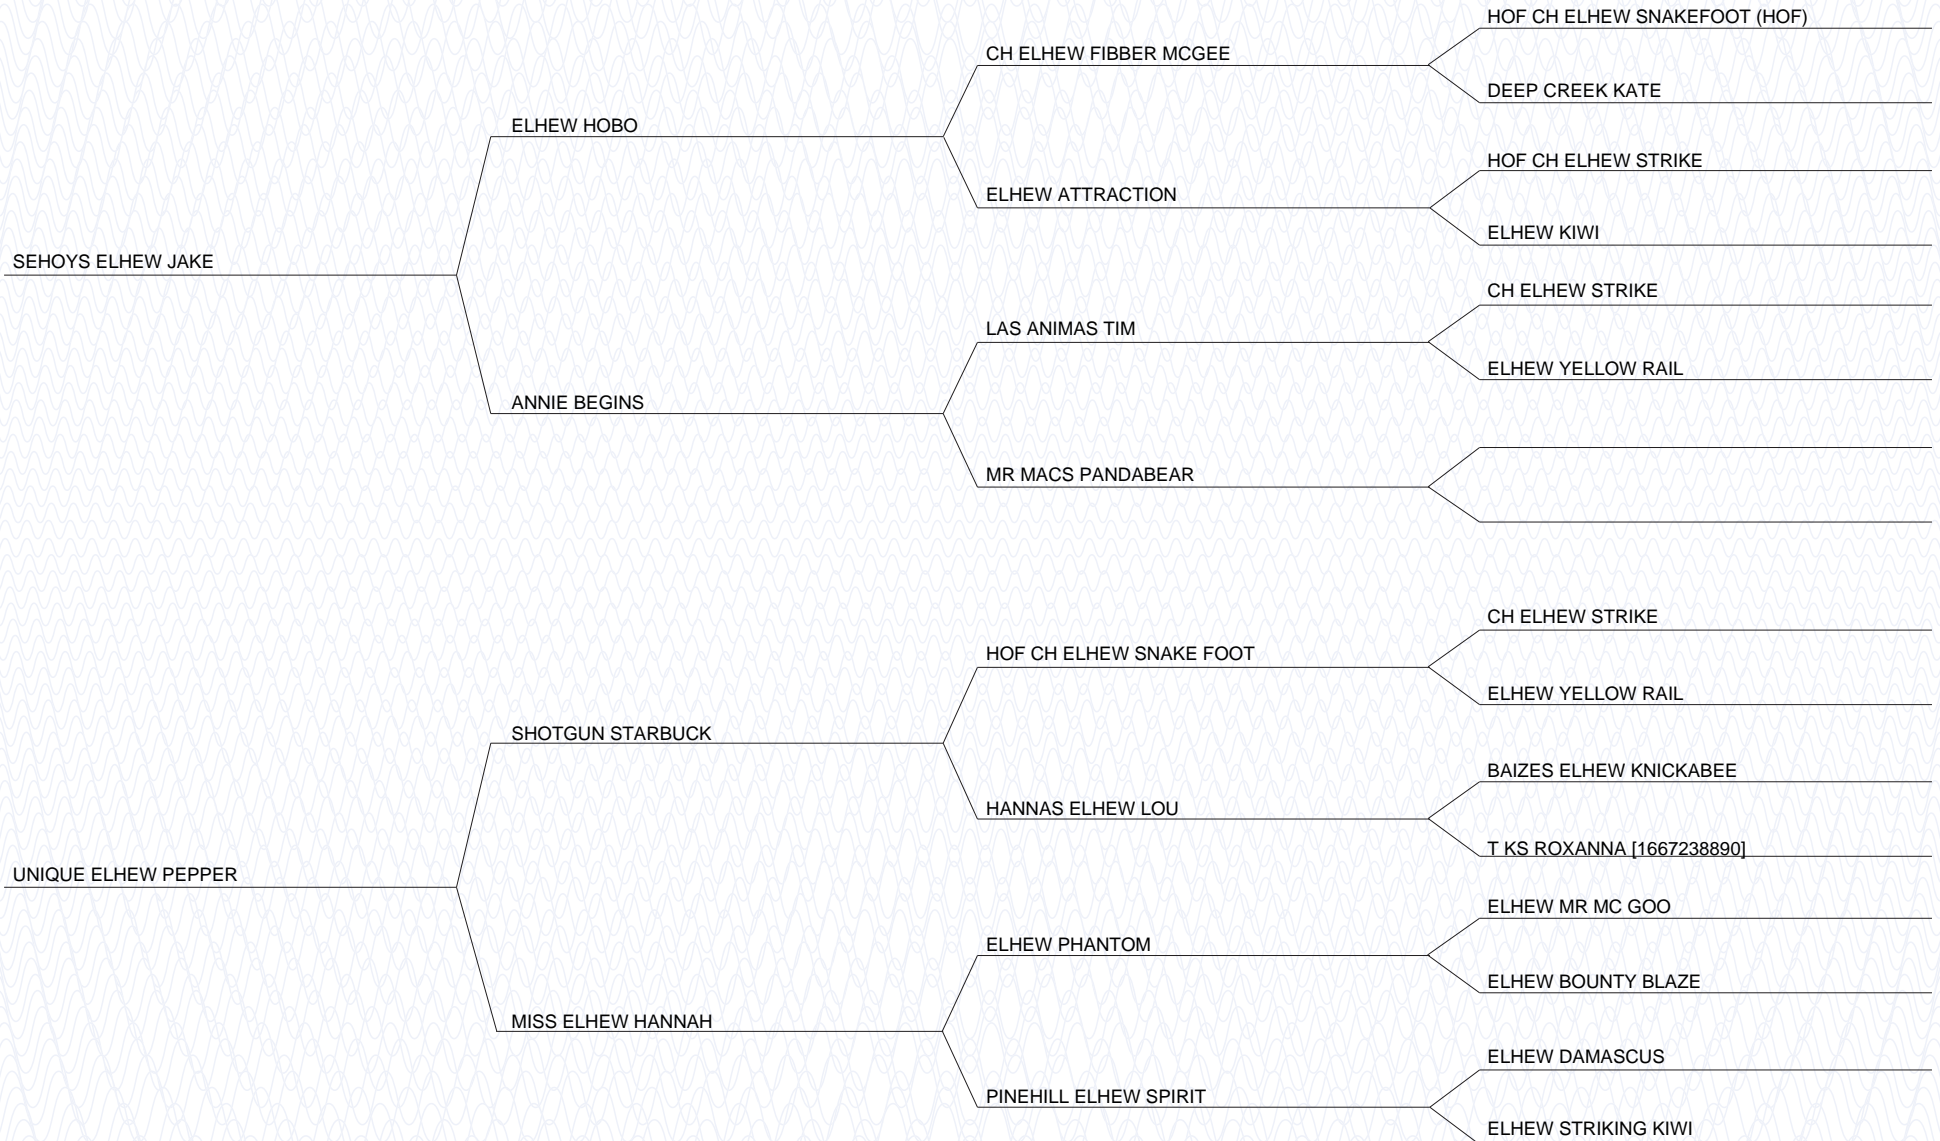 HOF CH ELHEW SNAKEFOOT (HOF)
CH ELHEW FIBBER MCGEE
DEEP CREEK KATE
ELHEW HOBO
HOF CH ELHEW STRIKE
ELHEW ATTRACTION
ELHEW KIWI
SEHOYS ELHEW JAKE
CH ELHEW STRIKE
LAS ANIMAS TIM
ELHEW YELLOW RAIL
ANNIE BEGINS
MR MACS PANDABEAR
CH ELHEW STRIKE
HOF CH ELHEW SNAKE FOOT
ELHEW YELLOW RAIL
SHOTGUN STARBUCK
BAIZES ELHEW KNICKABEE
HANNAS ELHEW LOU
T KS ROXANNA [1667238890]
UNIQUE ELHEW PEPPER
ELHEW MR MC GOO
ELHEW PHANTOM
ELHEW BOUNTY BLAZE
MISS ELHEW HANNAH
ELHEW DAMASCUS
PINEHILL ELHEW SPIRIT
ELHEW STRIKING KIWI